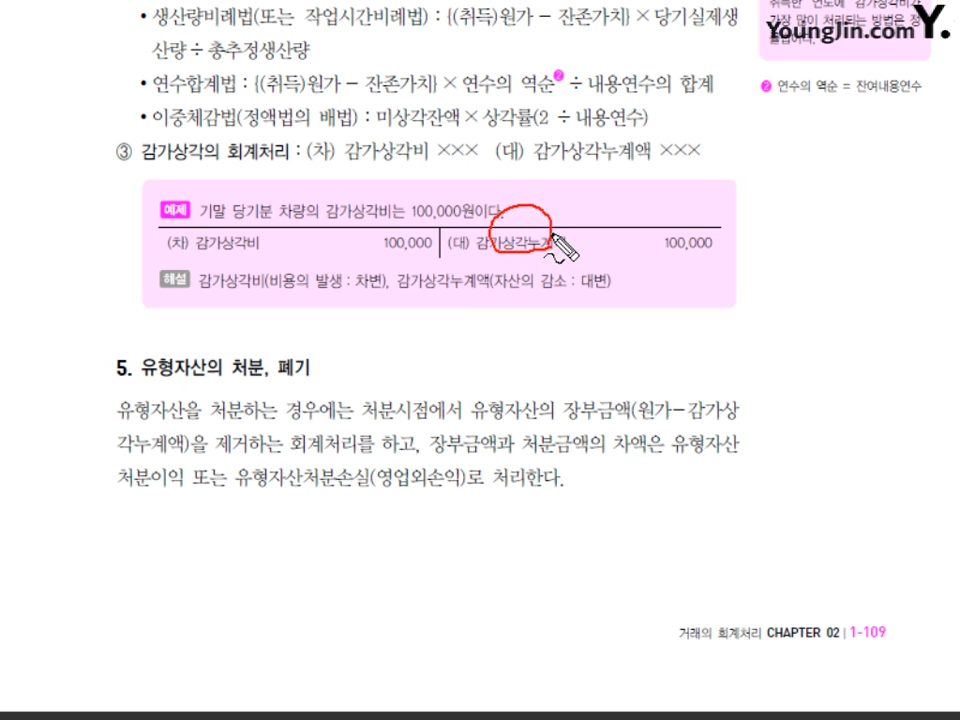 • 생산량비례법(또는 작업시간비례법) : {(취득)원가 - 잔존가치} × 당기실제생
산량 ÷ 총추정생산량
• 연수합계법 : {(취득)원가 - 잔존가치} × 연수의 역순❷ ÷ 내용연수의 합계
• 이중체감법(정액법의 배법) : 미상각잔액 × 상각률(2 ÷ 내용연수)
③ 감가상각의 회계처리 : (차) 감가상각비 ××× (대) 감가상각누계액 ×××
예제 기말 당기분 차량의 감가상각비는 100,000원이다.
(차) 감가상각비 100,000 (대) 감가상각누계 100,000
해설 감가상각비(비용의 발생 : 차변), 감가상각누계액(자산의 감소 : 대변)
5. 유형자산의 처분, 폐기
유형자산을 처분하는 경우에는 처분시점에서 유형자산의 장부금액(원가-감가상
각누계액)을 제거하는 회계처리를 하고, 장부금액과 처분금액의 차액은 유형자산
처분이익 또는 유형자산처분손실(영업외손익)로 처리한다.
가장 많이 처리되는 방법은 정
YoungJin.com Y.
❷ 연수의 역순 = 잔여내용연수
거래의 회계처리 CHAPTER 02 | 1-109